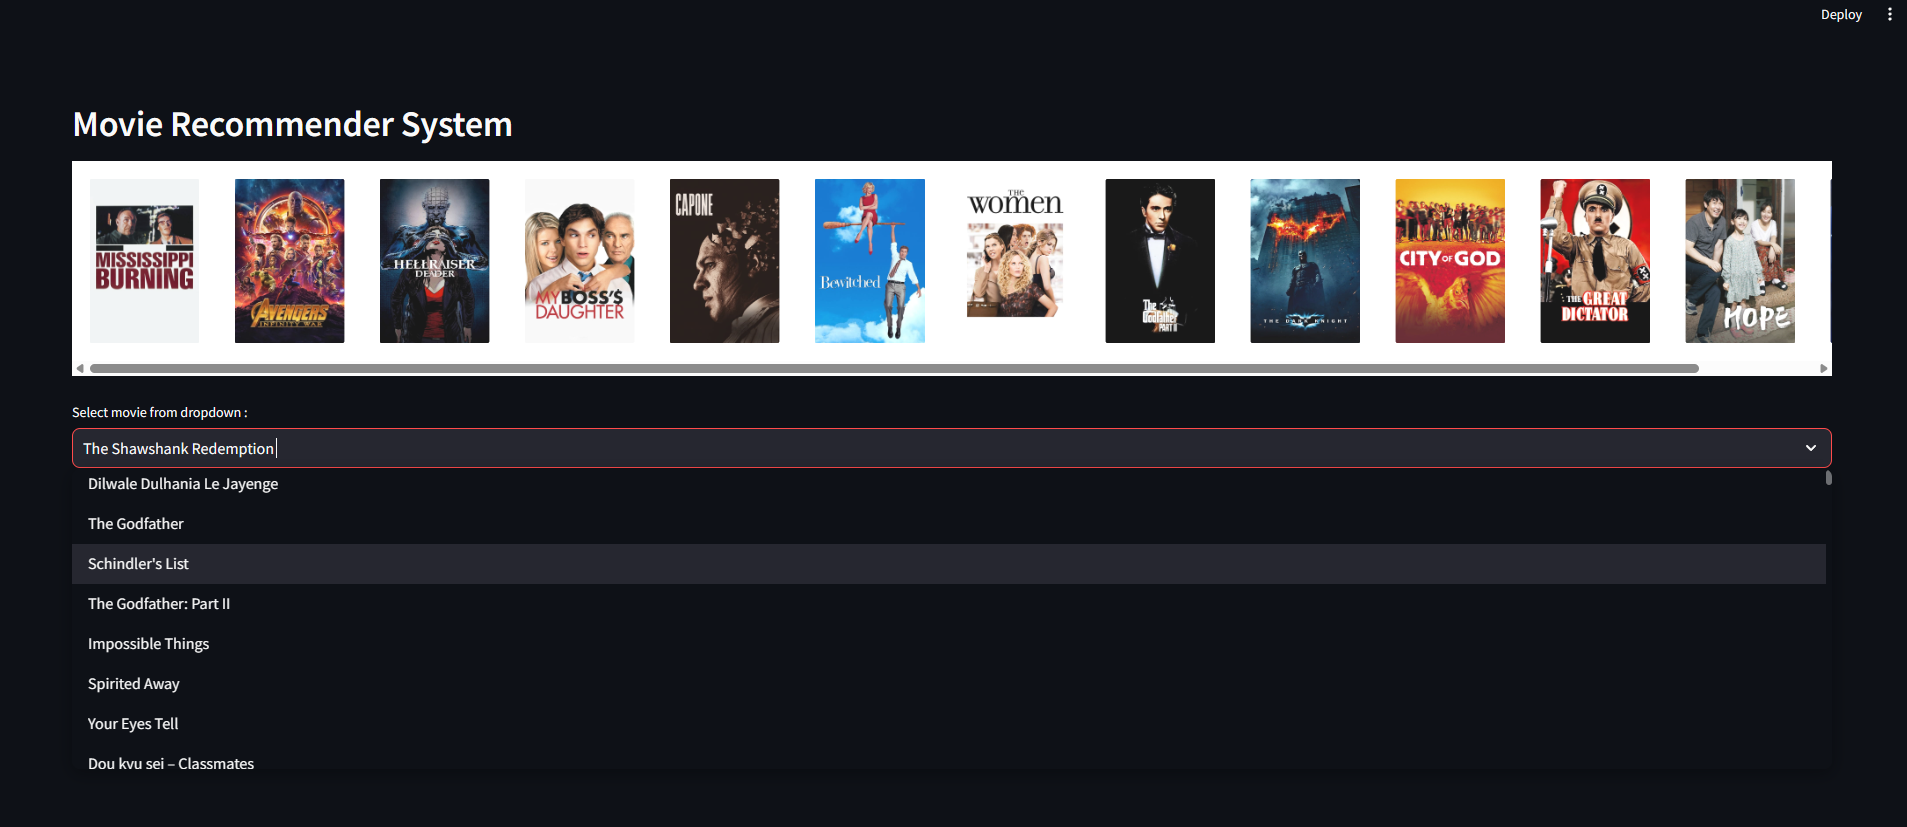 Deploy
Movie Recommender System
MISSISSIPPI
BURNING
AVENGERS
INFINITY WAR
HELLRAISER
DEADER
MY BOSS'S
DAUGHTER
CAPONE
Bewitched
THE
women
The
Godfather
PART II
THE DARK KNIGHT
CITY OF GOD
THE GREAT
DICTATOR
HOPE
Select movie from dropdown :
The Shawshank Redemption
Dilwale Dulhania Le Jayenge
The Godfather
Schindler's List
The Godfather: Part II
Impossible Things
Spirited Away
Your Eyes Tell
Dou kyu sei – Classmates